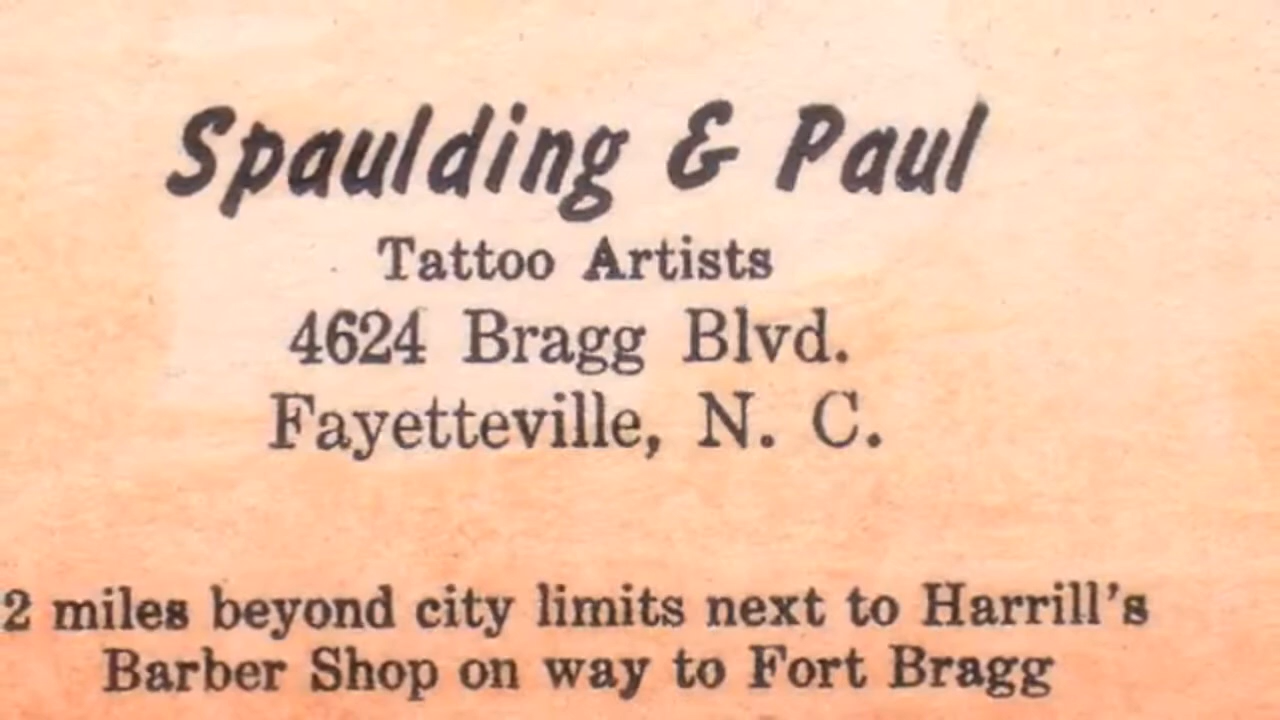 Spaulding & Paul
Tattoo Artists
4624 Bragg Blvd.
Fayetteville, N. C.
2 miles beyond city limits next to Harrill's
Barber Shop on way to Fort Bragg